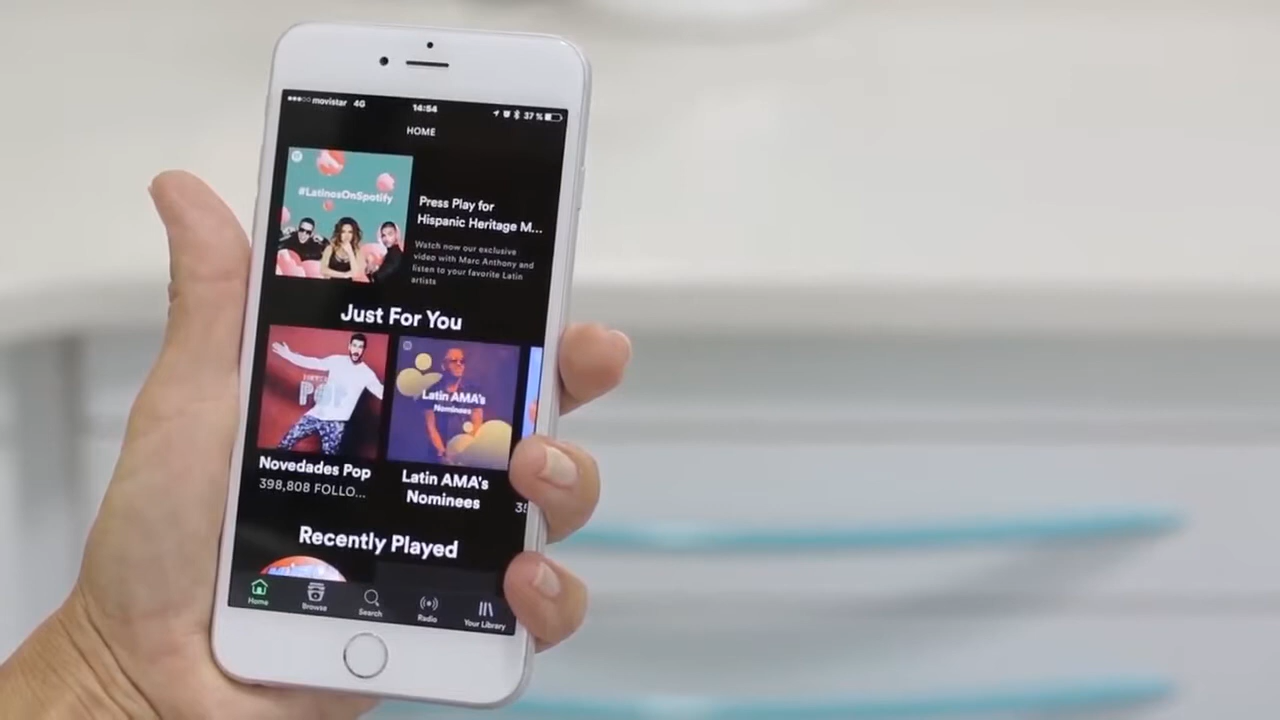 movistar 4G 14:54 37 %
HOME
#LatinosOnSpotify
Press Play for
Hispanic Heritage M...
Watch now our exclusive
video with Marc Anthony and
listen to your favorite Latin
artists
Just For You
POP
Latin AMA's
Nominees
Novedades Pop
398,808 FOLLO...
Latin AMA's
Nominees
Recently Played
Home Browse Search Radio Your Library